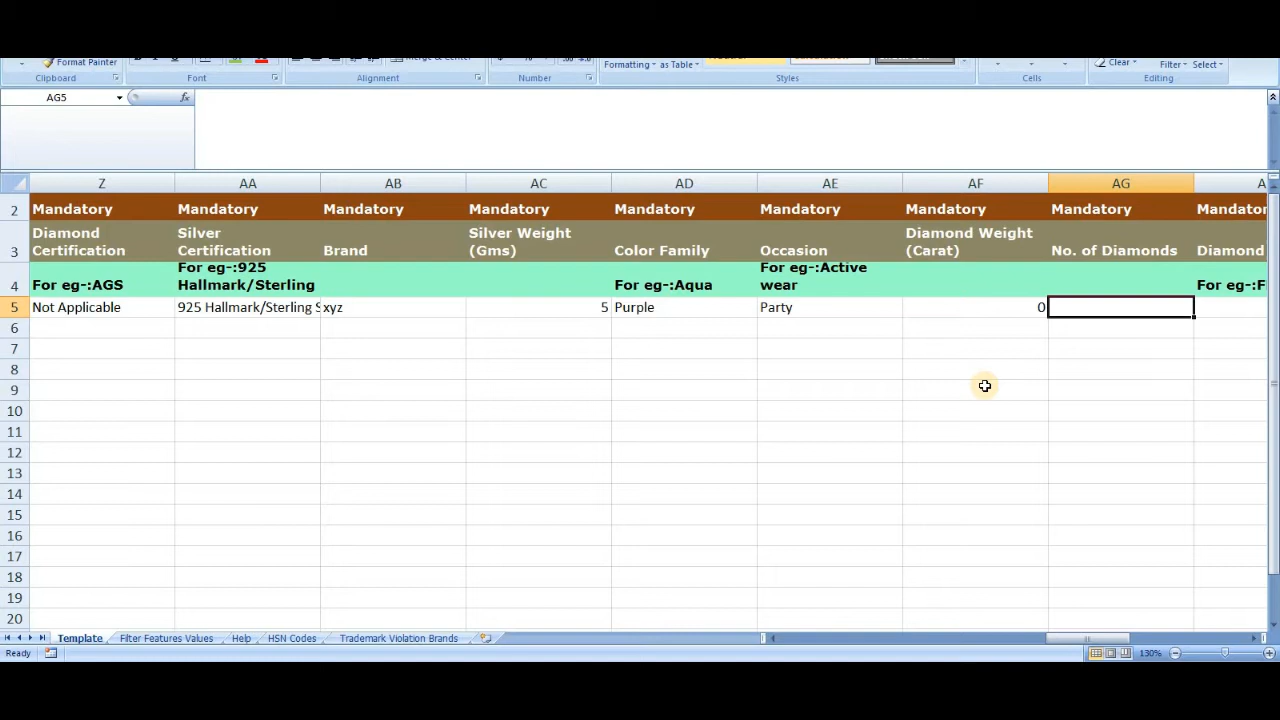 Format Painter
Merge & Center
Formatting as Table
Clear
Filter Select
Clipboard Font Alignment Number Styles Cells Editing
AG5 fx
Z AA AB AC AD AE AF AG
2 Mandatory Mandatory Mandatory Mandatory Mandatory Mandatory Mandatory Mandatory
Diamond Silver Silver Weight Diamond Weight
3 Certification Certification Brand (Gms) Color Family Occasion (Carat) No. of Diamonds Diamond
For eg-:925 For eg-:Active
4 For eg-:AGS Hallmark/Sterling For eg-:Aqua wear For eg-:F
5 Not Applicable 925 Hallmark/Sterling S xyz 5 Purple Party 0
6
7
8
9
10
11
12
13
14
15
16
17
18
19
20
Template Filter Features Values Help HSN Codes Trademark Violation Brands
Ready 130%